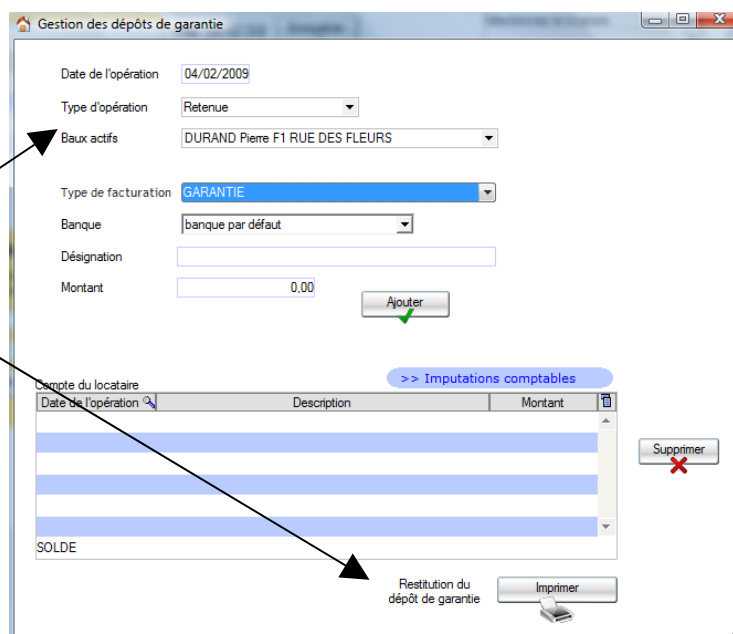 Gestion des dépôts de garantie
Date de l'opération 04/02/2009
Type d'opération Retenue
Baux actifs DURAND Pierre F1 RUE DES FLEURS
Type de facturation GARANTIE
Banque banque par défaut
Désignation
Montant 0,00
Ajouter
>> Imputations comptables
Compte du locataire
Date de l'opération Description Montant
Supprimer
SOLDE
Restitution du
dépôt de garantie
Imprimer